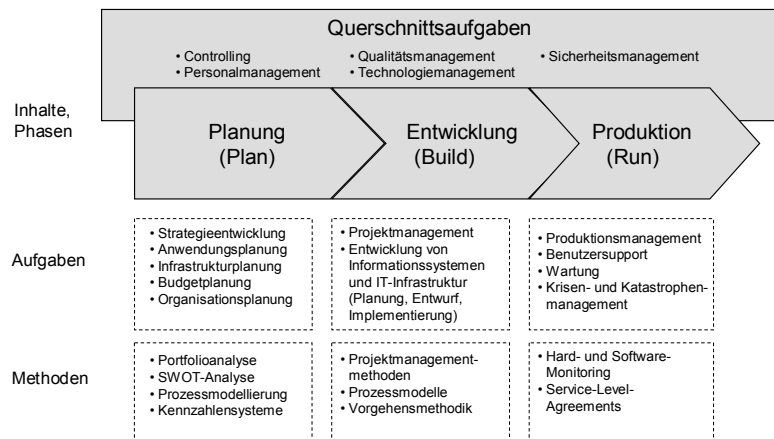 Querschnittsaufgaben
• Controlling
• Personalmanagement
• Qualitätsmanagement
• Technologiemanagement
• Sicherheitsmanagement
Inhalte,
Phasen
Planung
(Plan)
Entwicklung
(Build)
Produktion
(Run)
Aufgaben
• Strategieentwicklung
• Anwendungsplanung
• Infrastrukturplanung
• Budgetplanung
• Organisationsplanung
• Projektmanagement
• Entwicklung von
Informationssystemen
und IT-Infrastruktur
(Planung, Entwurf,
Implementierung)
• Produktionsmanagement
• Benutzersupport
• Wartung
• Krisen- und Katastrophen-
management
Methoden
• Portfolioanalyse
• SWOT-Analyse
• Prozessmodellierung
• Kennzahlensysteme
• Projektmanagement-
methoden
• Prozessmodelle
• Vorgehensmethodik
• Hard- und Software-
Monitoring
• Service-Level-
Agreements